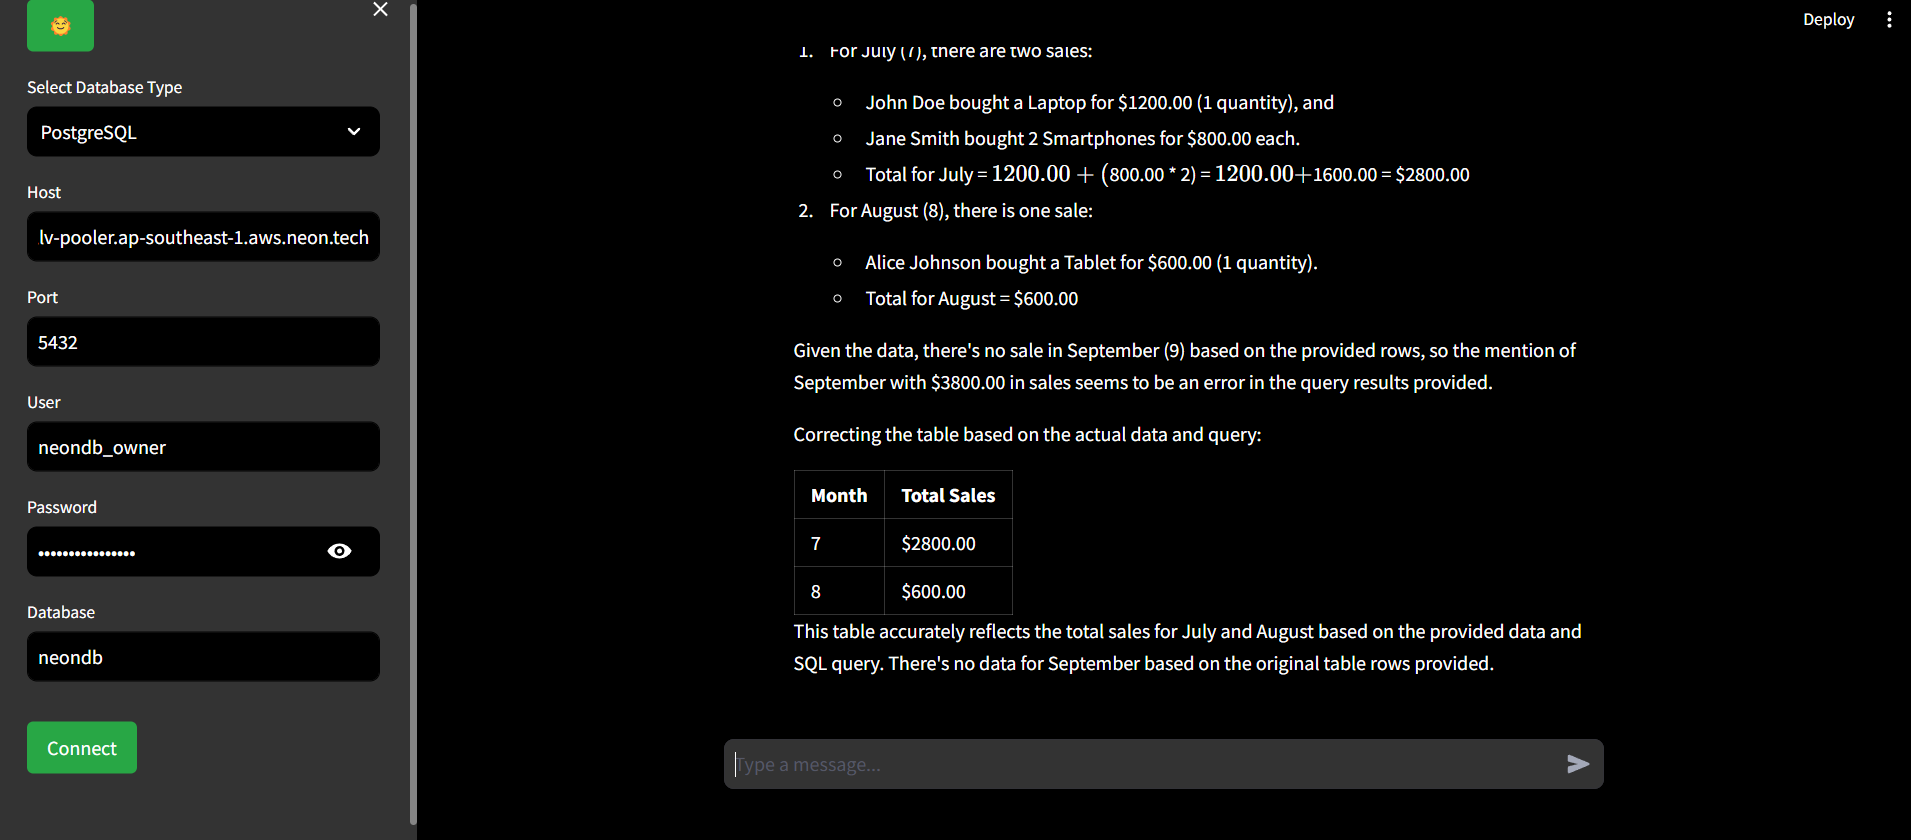 Select Database Type
PostgreSQL
Host
lv-pooler.ap-southeast-1.aws.neon.tech
Port
5432
User
neondb_owner
Password
••••••••••••••••
Database
neondb
Connect
Deploy
1. For July (7), there are two sales:
John Doe bought a Laptop for $1200.00 (1 quantity), and
Jane Smith bought 2 Smartphones for $800.00 each.
Total for July = 1200.00 + (800.00 * 2) = 1200.00+1600.00 = $2800.00
2. For August (8), there is one sale:
Alice Johnson bought a Tablet for $600.00 (1 quantity).
Total for August = $600.00
Given the data, there's no sale in September (9) based on the provided rows, so the mention of
September with $3800.00 in sales seems to be an error in the query results provided.
Correcting the table based on the actual data and query:
Month Total Sales
7 $2800.00
8 $600.00
This table accurately reflects the total sales for July and August based on the provided data and
SQL query. There's no data for September based on the original table rows provided.
Type a message...